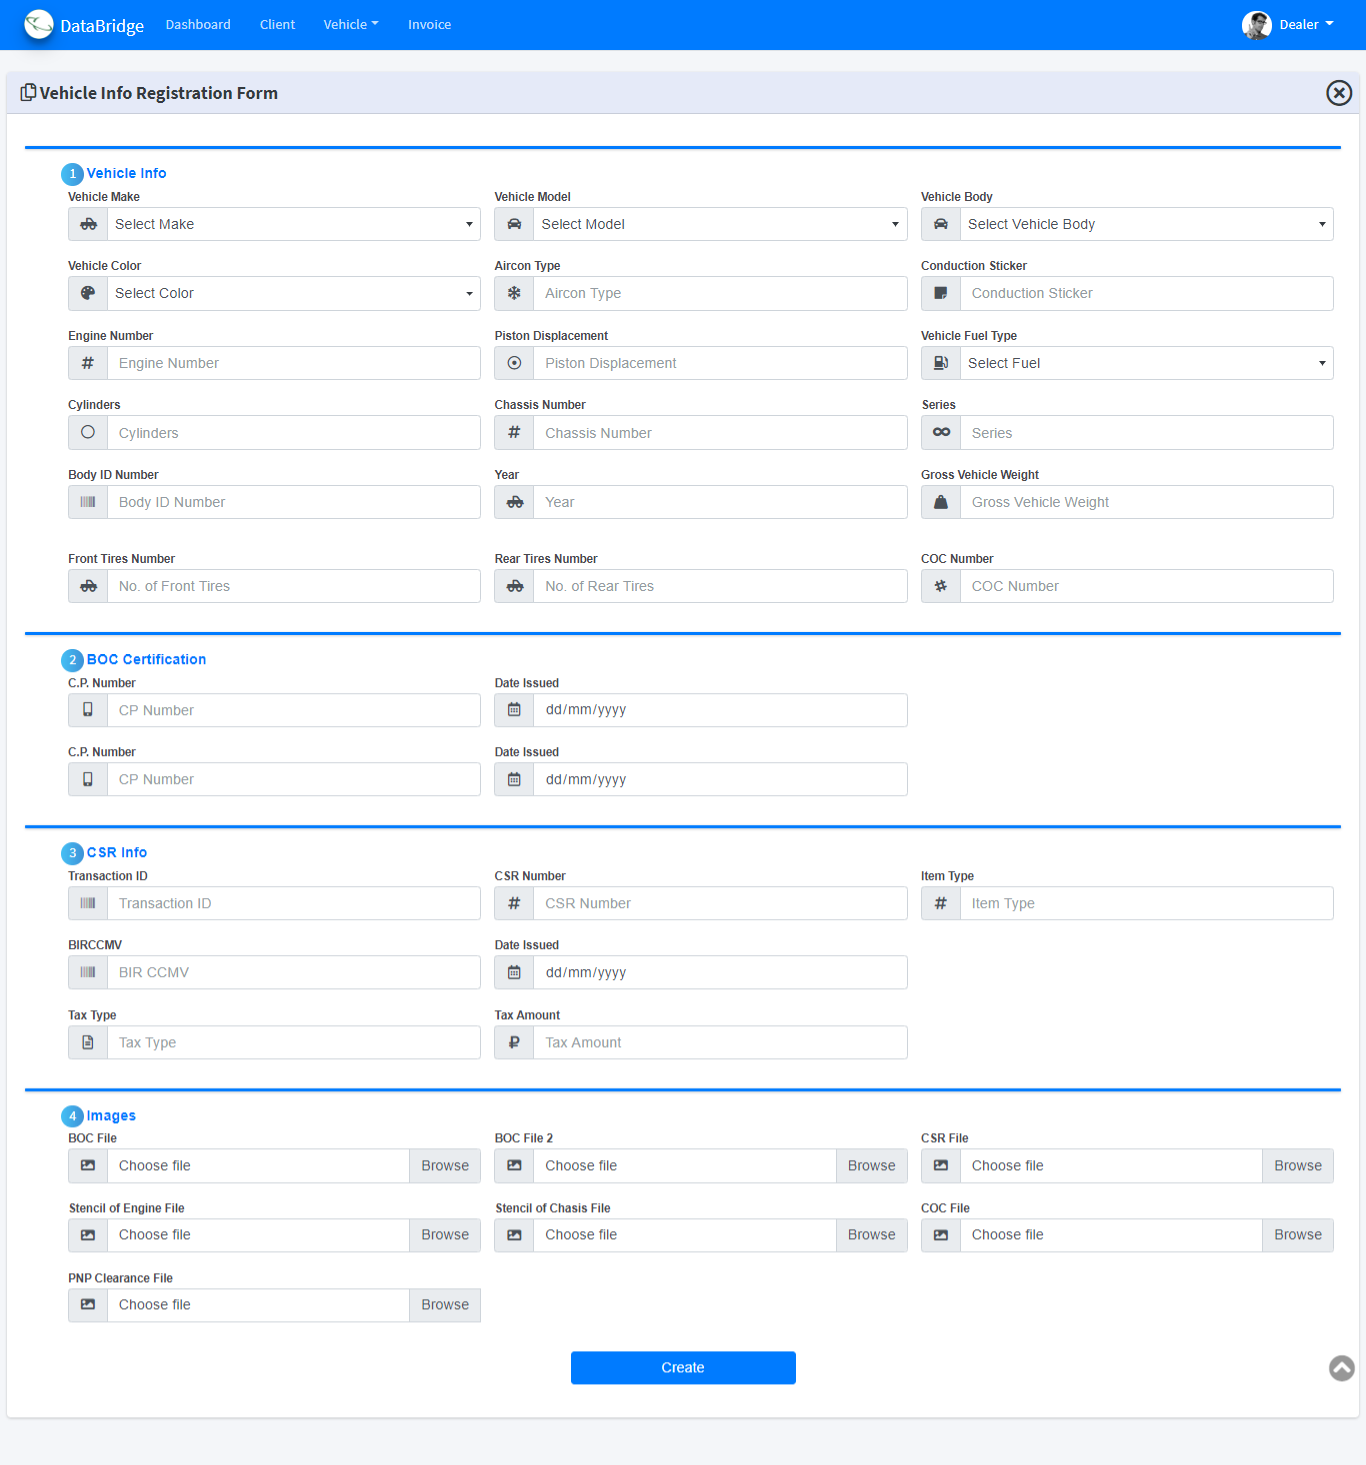 DataBridge Dashboard Client Vehicle Invoice Dealer
Vehicle Info Registration Form
1 Vehicle Info
Vehicle Make Vehicle Model Vehicle Body
Select Make Select Model Select Vehicle Body
Vehicle Color Aircon Type Conduction Sticker
Select Color Aircon Type Conduction Sticker
Engine Number Piston Displacement Vehicle Fuel Type
# Engine Number Piston Displacement Select Fuel
Cylinders Chassis Number Series
Cylinders # Chassis Number Series
Body ID Number Year Gross Vehicle Weight
Body ID Number Year Gross Vehicle Weight
Front Tires Number Rear Tires Number COC Number
No. of Front Tires No. of Rear Tires COC Number
2 BOC Certification
C.P. Number Date Issued
CP Number dd/mm/yyyy
C.P. Number Date Issued
CP Number dd/mm/yyyy
3 CSR Info
Transaction ID CSR Number Item Type
Transaction ID # CSR Number # Item Type
BIRCCMV Date Issued
BIR CCMV dd/mm/yyyy
Tax Type Tax Amount
Tax Type ₽ Tax Amount
4 Images
BOC File BOC File 2 CSR File
Choose file Browse Choose file Browse Choose file Browse
Stencil of Engine File Stencil of Chasis File COC File
Choose file Browse Choose file Browse Choose file Browse
PNP Clearance File
Choose file Browse
Create